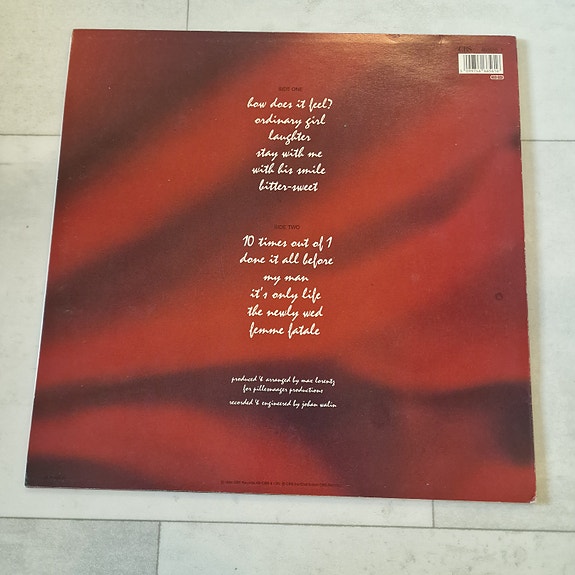 CBS
SIDE ONE
how does it feel?
ordinary girl
laughter
stay with me
with his smile
bitter-sweet
SIDE TWO
10 times out of 1
done it all before
my man
it's only life
the newly wed
femme fatale
produced & arranged by max lorentz
for pillesnaager productions
recorded & engineered by johan walin